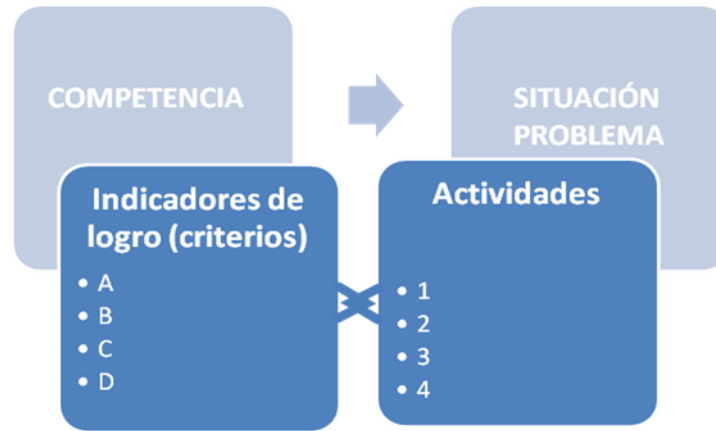 COMPETENCIA
SITUACIÓN
PROBLEMA
Indicadores de
logro (criterios)
• A
• B
• C
• D
Actividades
• 1
• 2
• 3
• 4